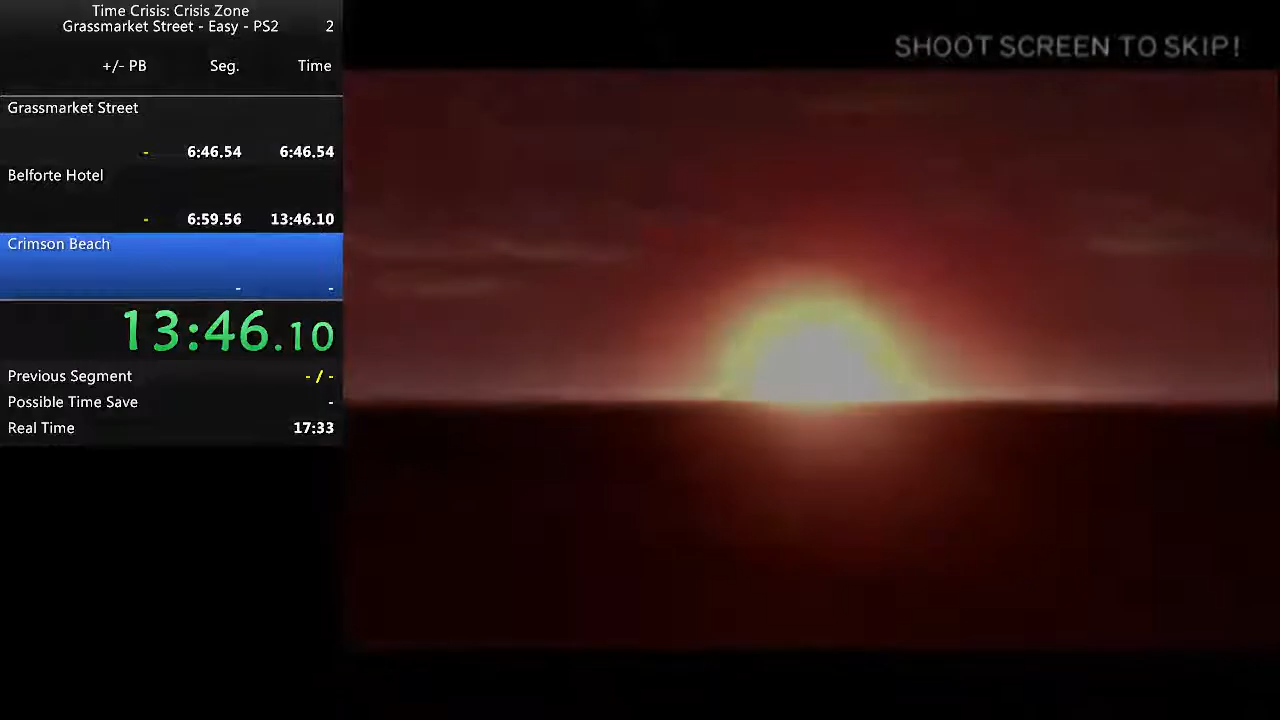 Time Crisis: Crisis Zone
Grassmarket Street - Easy - PS2 2
+/- PB Seg. Time
Grassmarket Street
- 6:46.54 6:46.54
Belforte Hotel
- 6:59.56 13:46.10
Crimson Beach
- -
13:46.10
Previous Segment - / -
Possible Time Save -
Real Time 17:33
SHOOT SCREEN TO SKIP!